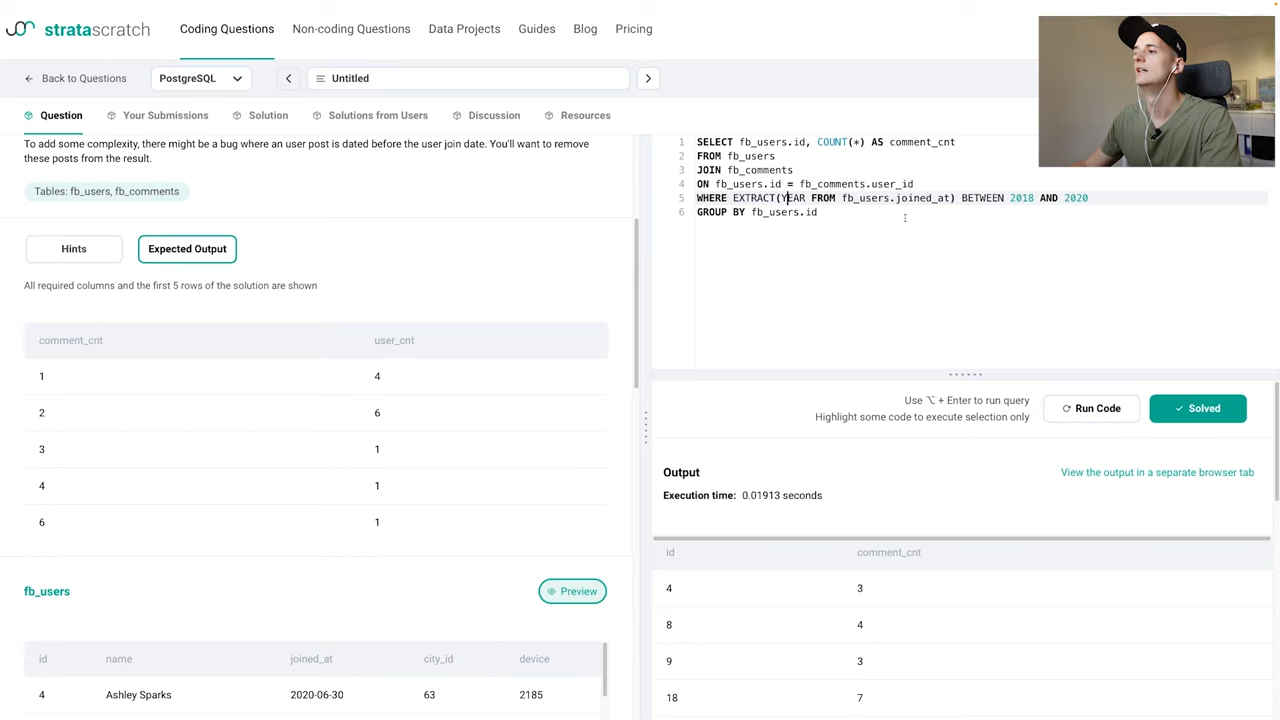 stratascratch
Coding Questions
Non-coding Questions
Data Projects
Guides
Blog
Pricing
Back to Questions
PostgreSQL
Untitled
Question
Your Submissions
Solution
Solutions from Users
Discussion
Resources
To add some complexity, there might be a bug where an user post is dated before the user join date. You'll want to remove
these posts from the result.
Tables: fb_users, fb_comments
Hints
Expected Output
All required columns and the first 5 rows of the solution are shown
comment_cnt user_cnt
1 4
2 6
3 1
4 1
6 1
fb_users
Preview
id name joined_at city_id device
4 Ashley Sparks 2020-06-30 63 2185
1 SELECT fb_users.id, COUNT(*) AS comment_cnt
2 FROM fb_users
3 JOIN fb_comments
4 ON fb_users.id = fb_comments.user_id
5 WHERE EXTRACT(YEAR FROM fb_users.joined_at) BETWEEN 2018 AND 2020
6 GROUP BY fb_users.id
Use ⌥ + Enter to run query
Highlight some code to execute selection only
Run Code
Solved
Output
View the output in a separate browser tab
Execution time: 0.01913 seconds
id comment_cnt
4 3
8 4
9 3
18 7